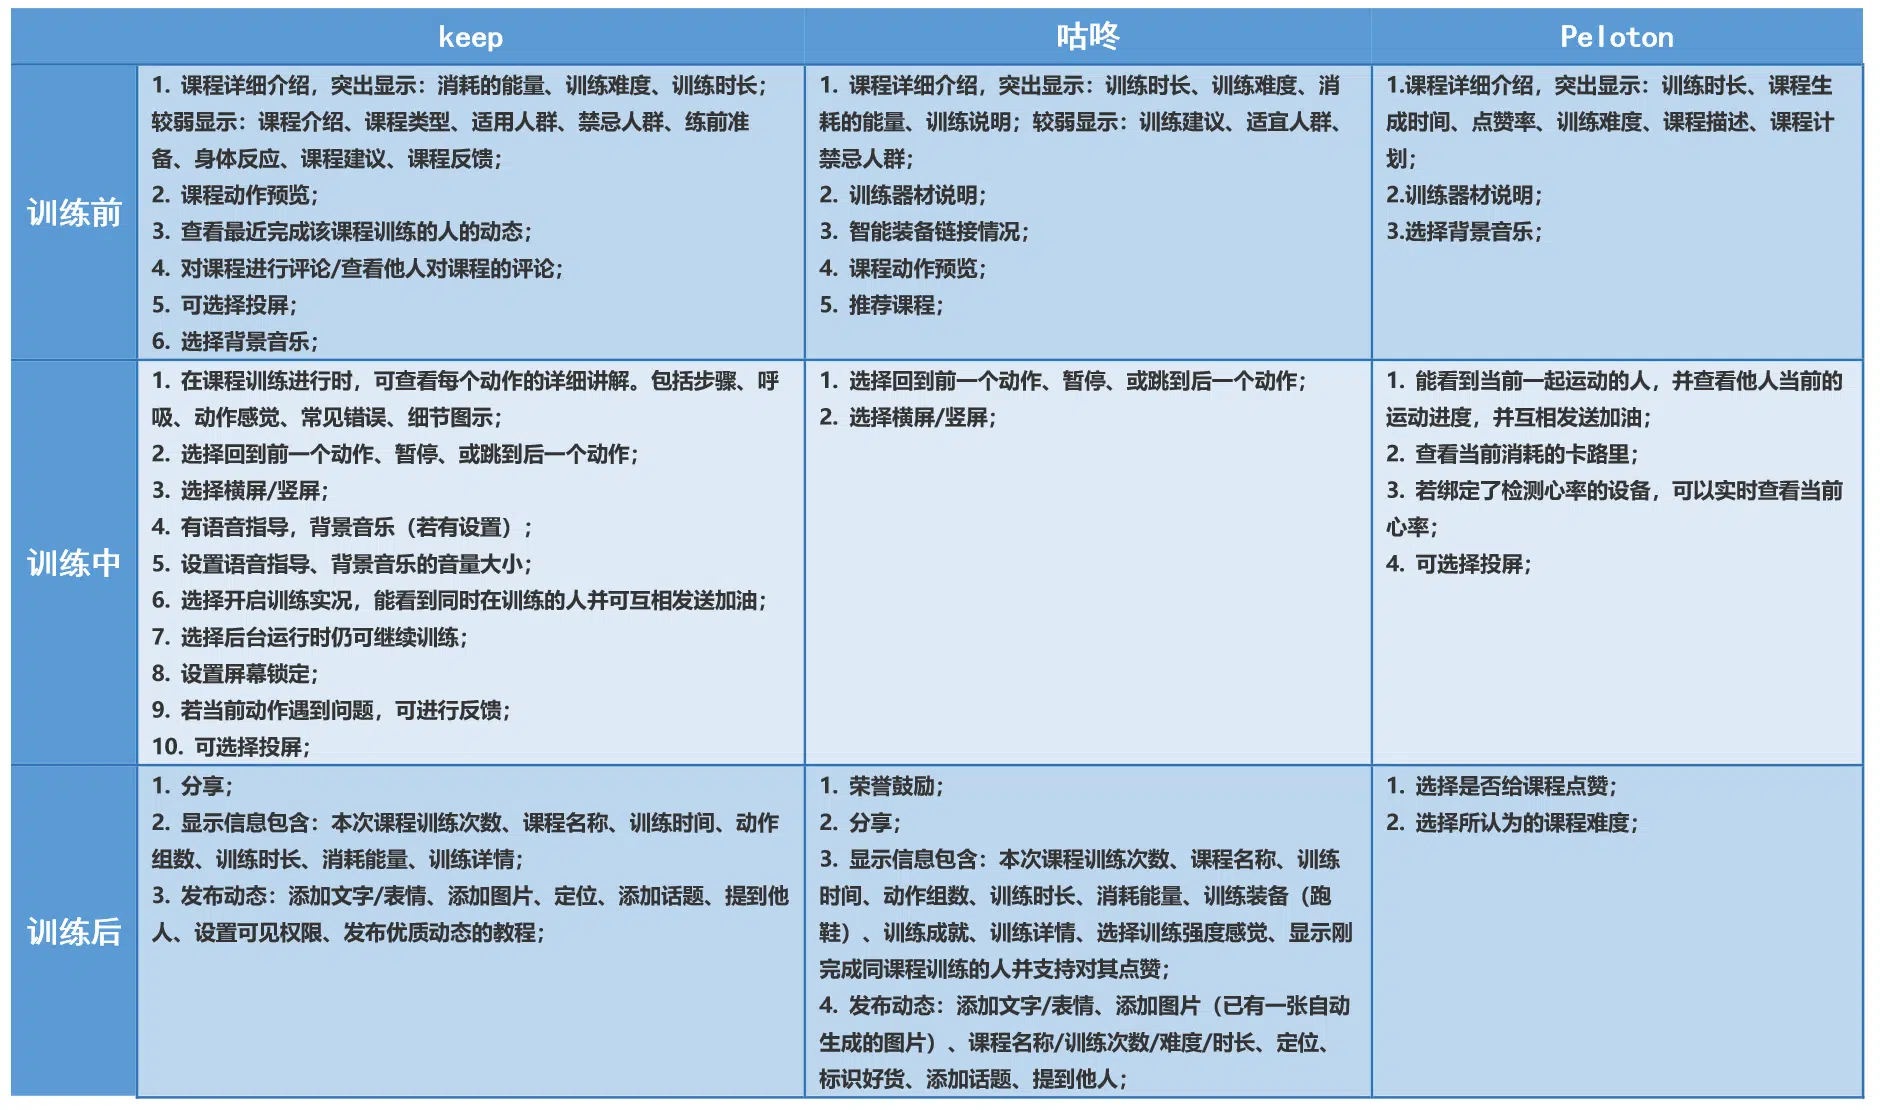 keep
咕咚
Peloton
训练前
1. 课程详细介绍，突出显示：消耗的能量、训练难度、训练时长；
较弱显示：课程介绍、课程类型、适用人群、禁忌人群、练前准
备、身体反应、课程建议、课程反馈；
2. 课程动作预览；
3. 查看最近完成该课程训练的人的动态；
4. 对课程进行评论/查看他人对课程的评论；
5. 可选择投屏；
6. 选择背景音乐；
1. 课程详细介绍，突出显示：训练时长、训练难度、消
耗的能量、训练说明；较弱显示：训练建议、适宜人群、
禁忌人群；
2. 训练器材说明；
3. 智能装备链接情况；
4. 课程动作预览；
5. 推荐课程；
1.课程详细介绍，突出显示：训练时长、课程生
成时间、点赞率、训练难度、课程描述、课程计
划；
2.训练器材说明；
3.选择背景音乐；
训练中
1. 在课程训练进行时，可查看每个动作的详细讲解。包括步骤、呼
吸、动作感觉、常见错误、细节图示；
2. 选择回到前一个动作、暂停、或跳到后一个动作；
3. 选择横屏/竖屏；
4. 有语音指导，背景音乐（若有设置）；
5. 设置语音指导、背景音乐的音量大小；
6. 选择开启训练实况，能看到同时在训练的人并可互相发送加油；
7. 选择后台运行时仍可继续训练；
8. 设置屏幕锁定；
9. 若当前动作遇到问题，可进行反馈；
10. 可选择投屏；
1. 选择回到前一个动作、暂停、或跳到后一个动作；
2. 选择横屏/竖屏；
1. 能看到当前一起运动的人，并查看他人当前的
运动进度，并互相发送加油；
2. 查看当前消耗的卡路里；
3. 若绑定了检测心率的设备，可以实时查看当前
心率；
4. 可选择投屏；
训练后
1. 分享；
2. 显示信息包含：本次课程训练次数、课程名称、训练时间、动作
组数、训练时长、消耗能量、训练详情；
3. 发布动态：添加文字/表情、添加图片、定位、添加话题、提到他
人、设置可见权限、发布优质动态的教程；
1. 荣誉鼓励；
2. 分享；
3. 显示信息包含：本次课程训练次数、课程名称、训练
时间、动作组数、训练时长、消耗能量、训练装备（跑
鞋）、训练成就、训练详情、选择训练强度感觉、显示刚
完成同课程训练的人并支持对其点赞；
4. 发布动态：添加文字/表情、添加图片（已有一张自动
生成的图片）、课程名称/训练次数/难度/时长、定位、
标识好货、添加话题、提到他人；
1. 选择是否给课程点赞；
2. 选择所认为的课程难度；